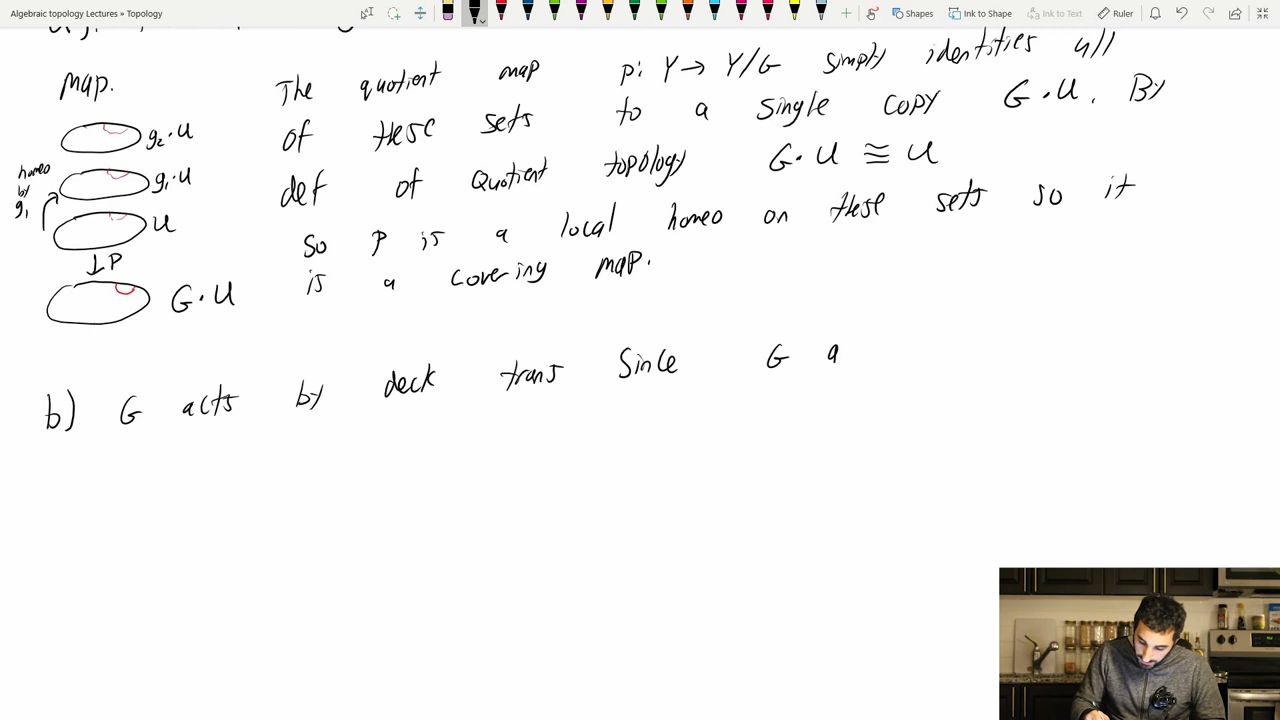 Algebraic topology Lectures » Topology
Shapes
Ink to Shape
Ink to Text
Ruler
map. The quotient map p: Y → Y/G simply identities all
of these sets to a single copy G·U. By
def of Quotient topology G·U ≅ U
So P is a local homeo on these sets so it
is a covering map.
g₂·U
homeo by g₁
g₁·U
U
↓P
G·U
b) G acts by deck trans Since G a